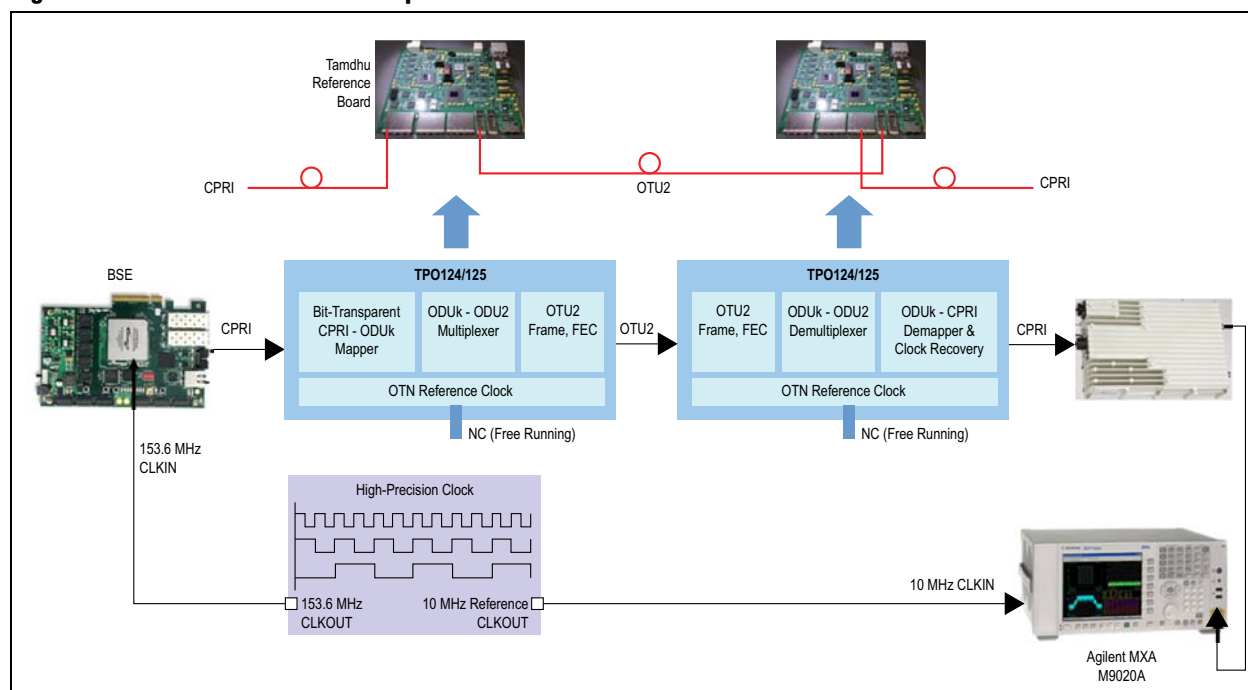 Tamdhu
Reference
Board
CPRI
OTU2
CPRI
BSE
CPRI
TPO124/125
Bit-Transparent
CPRI - ODUk
Mapper
ODUk - ODU2
Multiplexer
OTU2
Frame, FEC
OTN Reference Clock
NC (Free Running)
OTU2
TPO124/125
OTU2
Frame, FEC
ODUk - ODU2
Demultiplexer
ODUk - CPRI
Demapper &
Clock Recovery
OTN Reference Clock
NC (Free Running)
CPRI
153.6 MHz
CLKIN
High-Precision Clock
153.6 MHz
CLKOUT
10 MHz Reference
CLKOUT
10 MHz CLKIN
Agilent MXA
M9020A